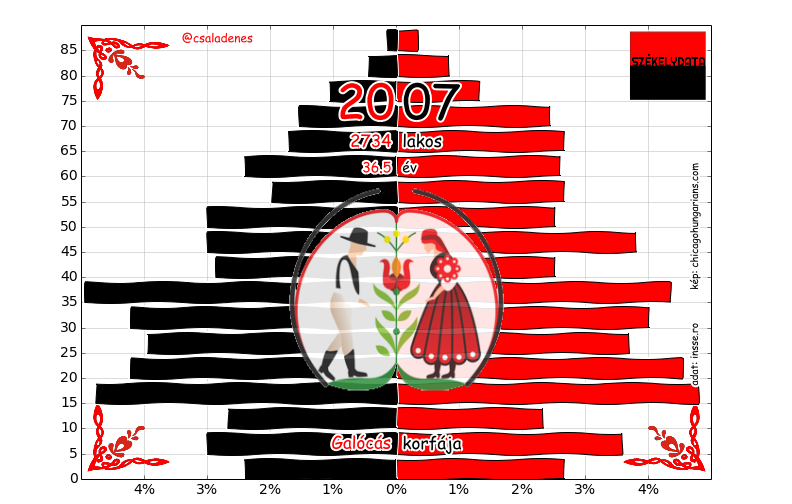 @csaladenes
SZÉKELYDATA
2007
2734 lakos
36.5 év
kép: chicagohungarians.com
adat: insse.ro
Galócás korfája
85
80
75
70
65
60
55
50
45
40
35
30
25
20
15
10
5
0
4% 3% 2% 1% 0% 1% 2% 3% 4%